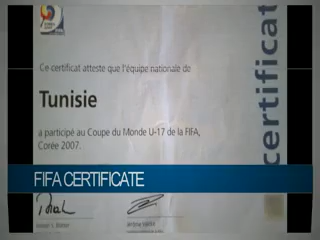 Ce certificat atteste que l'équipe nationale de
Tunisie
a participé au Coupe du Monde U-17 de la FIFA,
Corée 2007.
certificat
FIFA CERTIFICATE